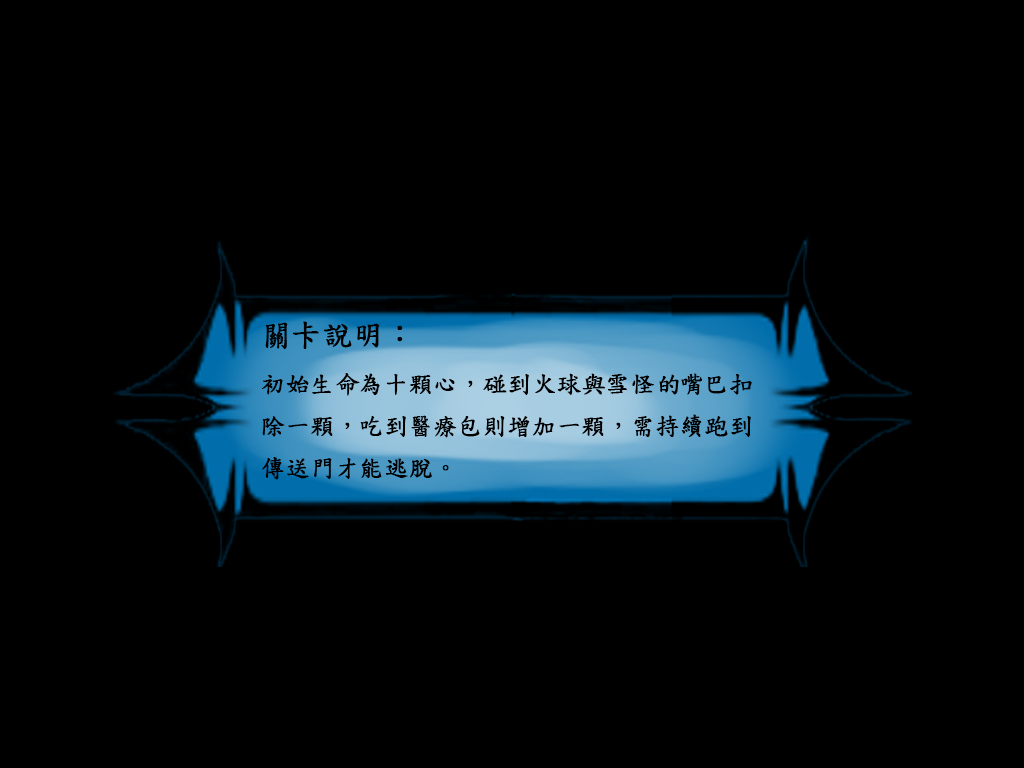 關卡說明：
初始生命為十顆心，碰到火球與雪怪的嘴巴扣
除一顆，吃到醫療包則增加一顆，需持續跑到
傳送門才能逃脫。